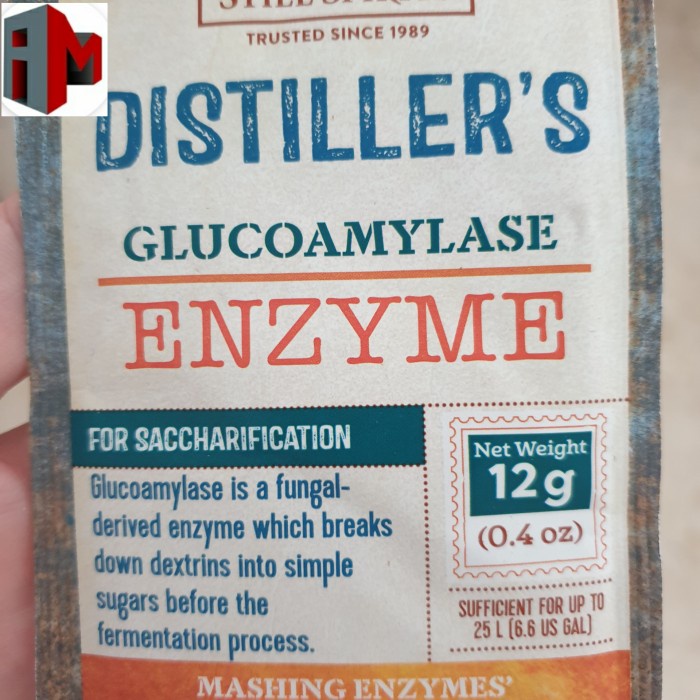 STILL SPIRITS
TRUSTED SINCE 1989
DISTILLER'S
GLUCOAMYLASE
ENZYME
FOR SACCHARIFICATION
Glucoamylase is a fungal-
derived enzyme which breaks
down dextrins into simple
sugars before the
fermentation process.
Net Weight
12g
(0.4 oz)
SUFFICIENT FOR UP TO
25 L (6.6 US GAL)
MASHING ENZYMES'